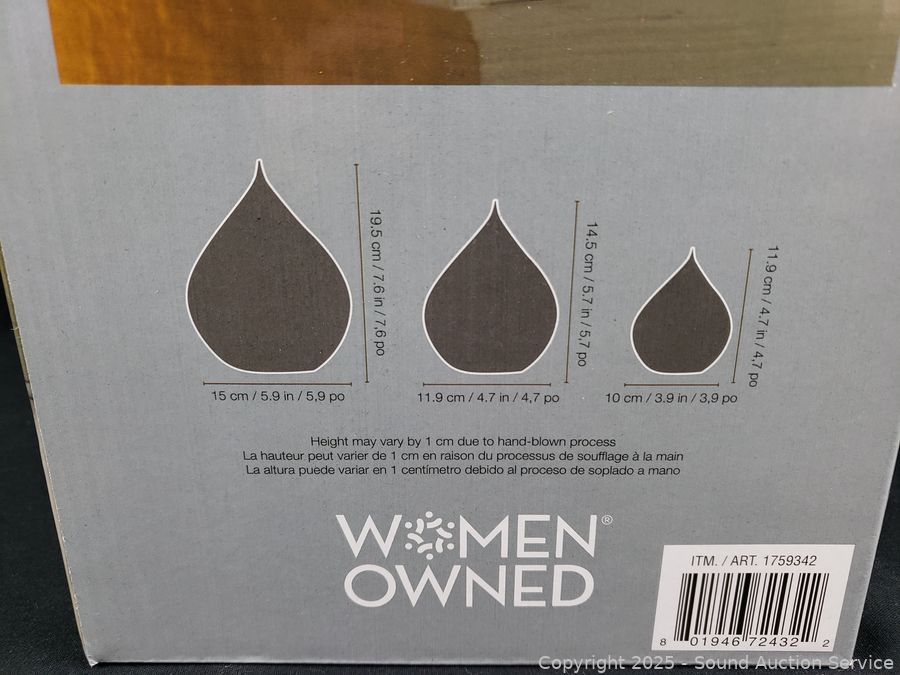 19.5 cm / 7.6 in / 7,6 po
14.5 cm / 5.7 in / 5,7 po
11.9 cm / 4.7 in / 4,7 po
15 cm / 5.9 in / 5,9 po
11.9 cm / 4.7 in / 4,7 po
10 cm / 3.9 in / 3,9 po
Height may vary by 1 cm due to hand-blown process
La hauteur peut varier de 1 cm en raison du processus de soufflage à la main
La altura puede variar en 1 centímetro debido al proceso de soplado a mano
WOMEN®
OWNED
ITM. / ART. 1759342
8 01946 72432 2
Copyright 2025 - Sound Auction Service